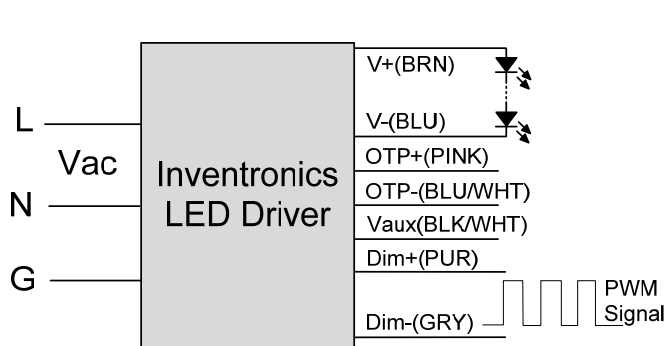 V+(BRN)
L
V-(BLU)
Vac
OTP+(PINK)
Inventronics
LED Driver
N
OTP-(BLU/WHT)
Vaux(BLK/WHT)
Dim+(PUR)
G
PWM
Signal
Dim-(GRY)